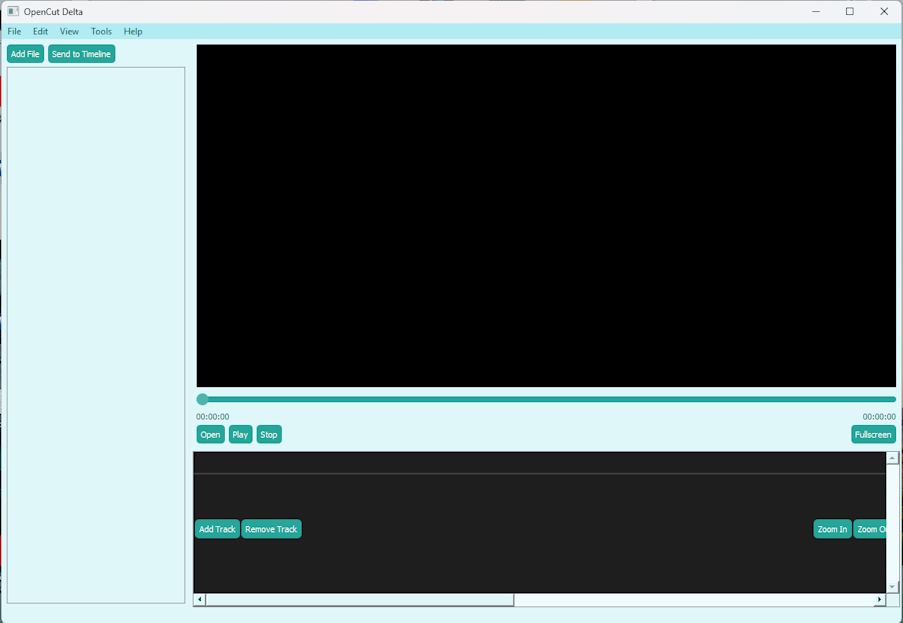 OpenCut Delta
File Edit View Tools Help
Add File Send to Timeline
00:00:00 00:00:00
Open Play Stop Fullscreen
Add Track Remove Track Zoom In Zoom